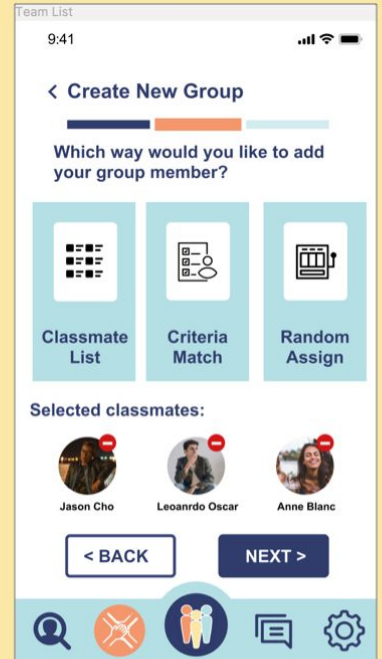 Team List
9:41
< Create New Group
Which way would you like to add
your group member?
Classmate
List
Criteria
Match
Random
Assign
Selected classmates:
Jason Cho
Leoanrdo Oscar
Anne Blanc
< BACK
NEXT >